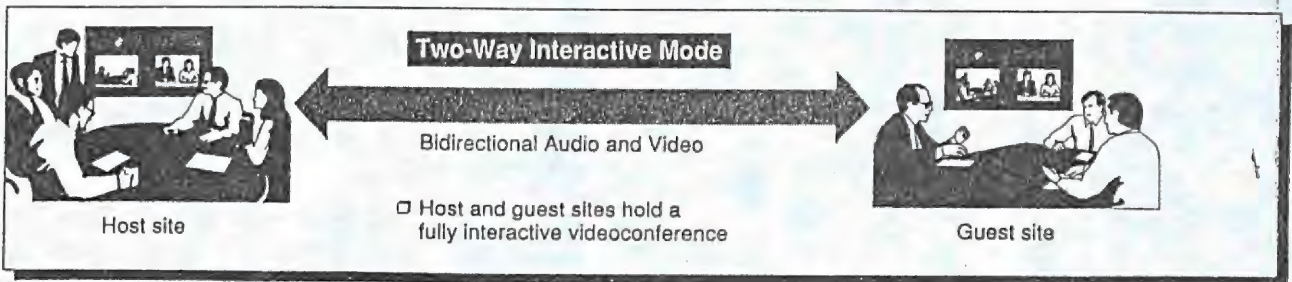 Two-Way Interactive Mode
Bidirectional Audio and Video
❐ Host and guest sites hold a
fully interactive videoconference
Host site
Guest site